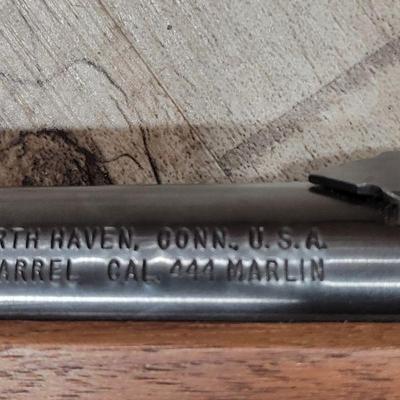 RTH HAVEN, CONN., U.S.A.
ARREL CAL. 444 MARLIN